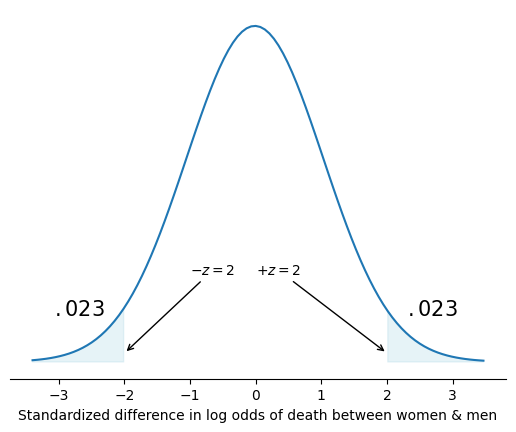 −z = 2 +z = 2
.023 .023
−3 −2 −1 0 1 2 3
Standardized difference in log odds of death between women & men